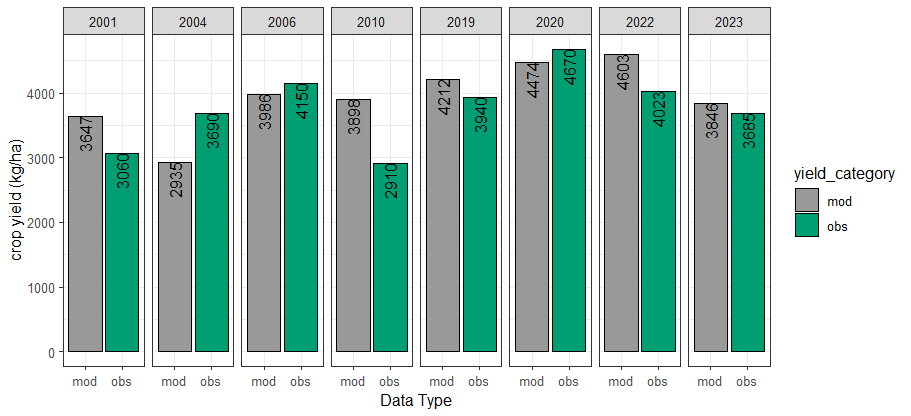 2001 2004 2006 2010 2019 2020 2022 2023
crop yield (kg/ha)
4000
3000
2000
1000
0
3647 3060 2935 3690 3986 4150 3898 2910 4212 3940 4474 4670 4603 4023 3846 3685
mod obs mod obs mod obs mod obs mod obs mod obs mod obs mod obs
Data Type
yield_category
mod
obs